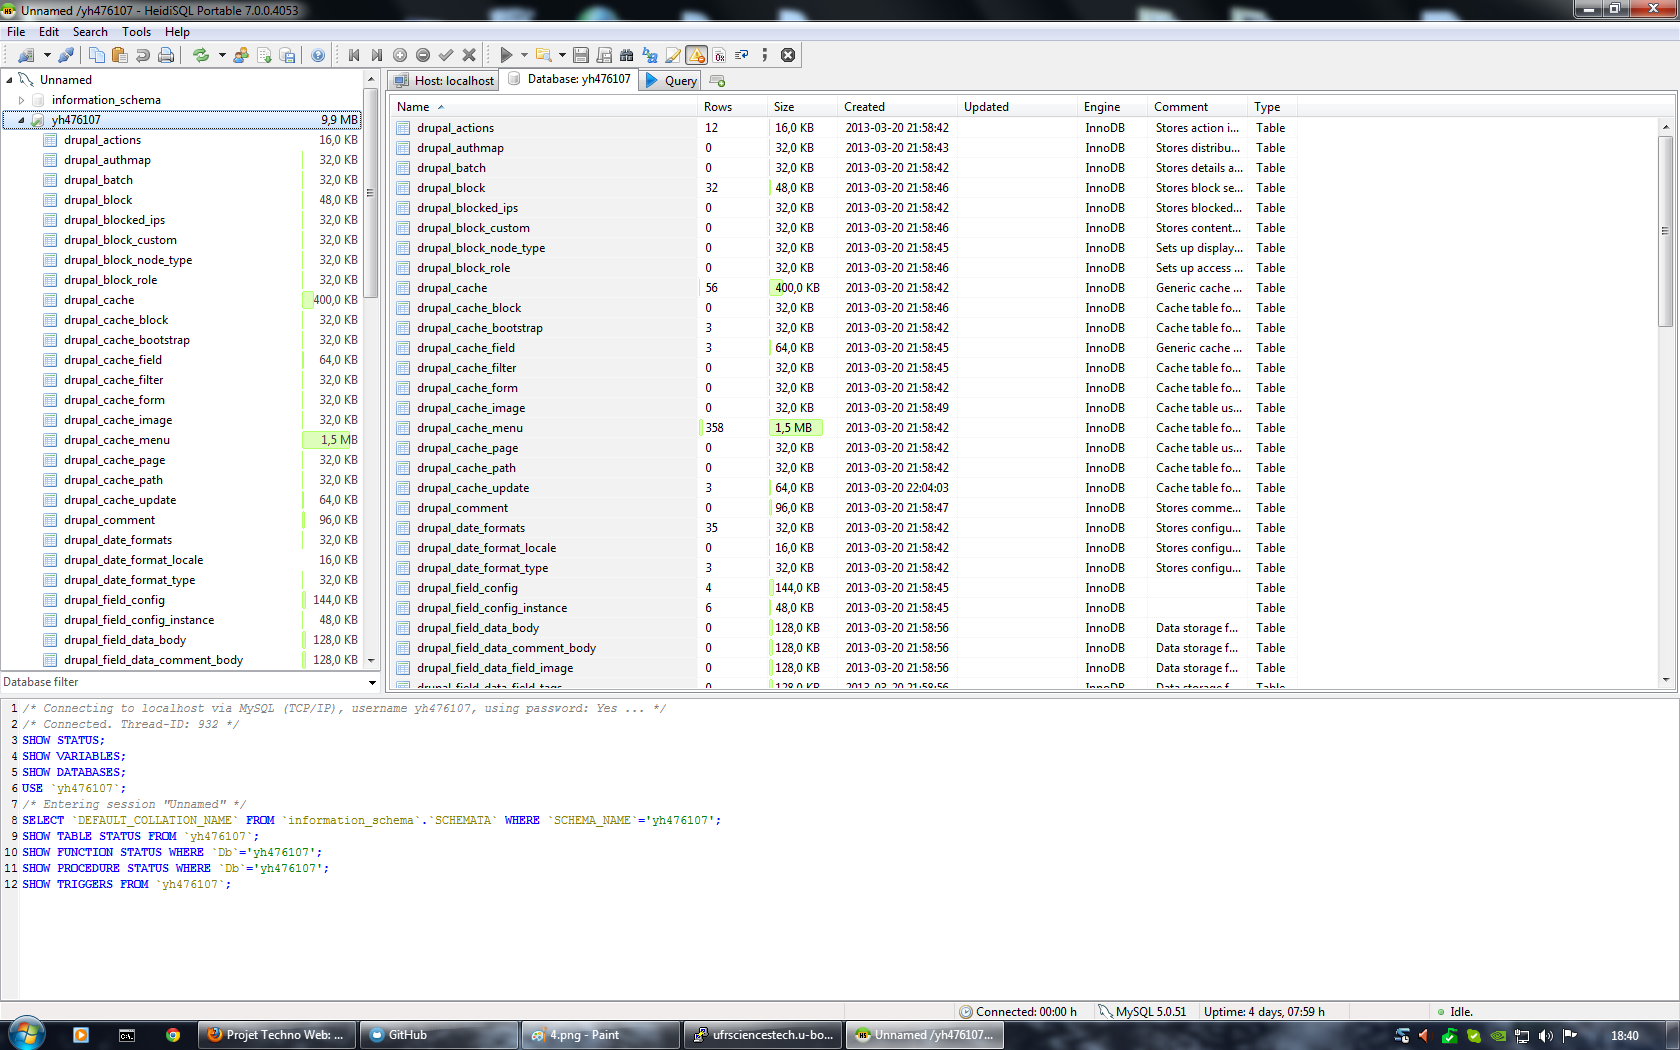 Unnamed /yh476107 - HeidiSQL Portable 7.0.0.4053
File Edit Search Tools Help
Unnamed
information_schema
yh476107 9,9 MB
drupal_actions 16,0 KB
drupal_authmap 32,0 KB
drupal_batch 32,0 KB
drupal_block 48,0 KB
drupal_blocked_ips 32,0 KB
drupal_block_custom 32,0 KB
drupal_block_node_type 32,0 KB
drupal_block_role 32,0 KB
drupal_cache 400,0 KB
drupal_cache_block 32,0 KB
drupal_cache_bootstrap 32,0 KB
drupal_cache_field 64,0 KB
drupal_cache_filter 32,0 KB
drupal_cache_form 32,0 KB
drupal_cache_image 32,0 KB
drupal_cache_menu 1,5 MB
drupal_cache_page 32,0 KB
drupal_cache_path 32,0 KB
drupal_cache_update 64,0 KB
drupal_comment 96,0 KB
drupal_date_formats 32,0 KB
drupal_date_format_locale 16,0 KB
drupal_date_format_type 32,0 KB
drupal_field_config 144,0 KB
drupal_field_config_instance 48,0 KB
drupal_field_data_body 128,0 KB
drupal_field_data_comment_body 128,0 KB
Database filter
Host: localhost Database: yh476107 Query
Name Rows Size Created Updated Engine Comment Type
drupal_actions 12 16,0 KB 2013-03-20 21:58:42 InnoDB Stores action i... Table
drupal_authmap 0 32,0 KB 2013-03-20 21:58:43 InnoDB Stores distribu... Table
drupal_batch 0 32,0 KB 2013-03-20 21:58:42 InnoDB Stores details a... Table
drupal_block 32 48,0 KB 2013-03-20 21:58:46 InnoDB Stores block se... Table
drupal_blocked_ips 0 32,0 KB 2013-03-20 21:58:42 InnoDB Stores blocked... Table
drupal_block_custom 0 32,0 KB 2013-03-20 21:58:46 InnoDB Stores content... Table
drupal_block_node_type 0 32,0 KB 2013-03-20 21:58:45 InnoDB Sets up display... Table
drupal_block_role 0 32,0 KB 2013-03-20 21:58:46 InnoDB Sets up access ... Table
drupal_cache 56 400,0 KB 2013-03-20 21:58:42 InnoDB Generic cache ... Table
drupal_cache_block 0 32,0 KB 2013-03-20 21:58:46 InnoDB Cache table fo... Table
drupal_cache_bootstrap 3 32,0 KB 2013-03-20 21:58:42 InnoDB Cache table fo... Table
drupal_cache_field 3 64,0 KB 2013-03-20 21:58:45 InnoDB Generic cache ... Table
drupal_cache_filter 0 32,0 KB 2013-03-20 21:58:45 InnoDB Cache table fo... Table
drupal_cache_form 0 32,0 KB 2013-03-20 21:58:42 InnoDB Cache table fo... Table
drupal_cache_image 0 32,0 KB 2013-03-20 21:58:49 InnoDB Cache table us... Table
drupal_cache_menu 358 1,5 MB 2013-03-20 21:58:42 InnoDB Cache table fo... Table
drupal_cache_page 0 32,0 KB 2013-03-20 21:58:42 InnoDB Cache table us... Table
drupal_cache_path 0 32,0 KB 2013-03-20 21:58:42 InnoDB Cache table fo... Table
drupal_cache_update 3 64,0 KB 2013-03-20 22:04:03 InnoDB Cache table fo... Table
drupal_comment 0 96,0 KB 2013-03-20 21:58:47 InnoDB Stores comme... Table
drupal_date_formats 35 32,0 KB 2013-03-20 21:58:42 InnoDB Stores configu... Table
drupal_date_format_locale 0 16,0 KB 2013-03-20 21:58:42 InnoDB Stores configu... Table
drupal_date_format_type 3 32,0 KB 2013-03-20 21:58:42 InnoDB Stores configu... Table
drupal_field_config 4 144,0 KB 2013-03-20 21:58:45 InnoDB Table
drupal_field_config_instance 6 48,0 KB 2013-03-20 21:58:45 InnoDB Table
drupal_field_data_body 0 128,0 KB 2013-03-20 21:58:56 InnoDB Data storage f... Table
drupal_field_data_comment_body 0 128,0 KB 2013-03-20 21:58:56 InnoDB Data storage f... Table
drupal_field_data_field_image 0 128,0 KB 2013-03-20 21:58:56 InnoDB Data storage f... Table
drupal_field_data_field_tags 0 128,0 KB 2013-03-20 21:58:56 InnoDB Data storage f... Table
1 /* Connecting to localhost via MySQL (TCP/IP), username yh476107, using password: Yes ... */
2 /* Connected. Thread-ID: 932 */
3 SHOW STATUS;
4 SHOW VARIABLES;
5 SHOW DATABASES;
6 USE `yh476107`;
7 /* Entering session "Unnamed" */
8 SELECT `DEFAULT_COLLATION_NAME` FROM `information_schema`.`SCHEMATA` WHERE `SCHEMA_NAME`='yh476107';
9 SHOW TABLE STATUS FROM `yh476107`;
10 SHOW FUNCTION STATUS WHERE `Db`='yh476107';
11 SHOW PROCEDURE STATUS WHERE `Db`='yh476107';
12 SHOW TRIGGERS FROM `yh476107`;
Connected: 00:00 h MySQL 5.0.51 Uptime: 4 days, 07:59 h Idle.
Projet Techno Web: ... GitHub 4.png - Paint ufrsciencestech.u-bo... Unnamed /yh476107... 18:40